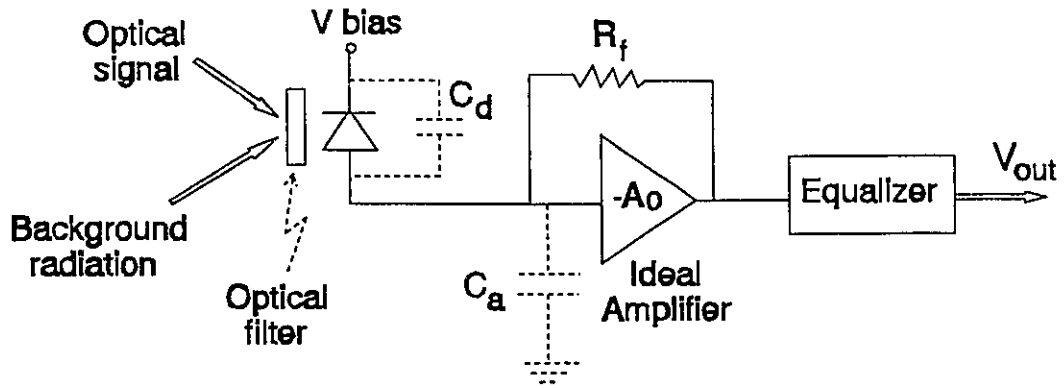 Optical
signal
V bias
R_f
C_d
Background
radiation
Optical
filter
C_a
-A_0
Ideal
Amplifier
Equalizer
V_out